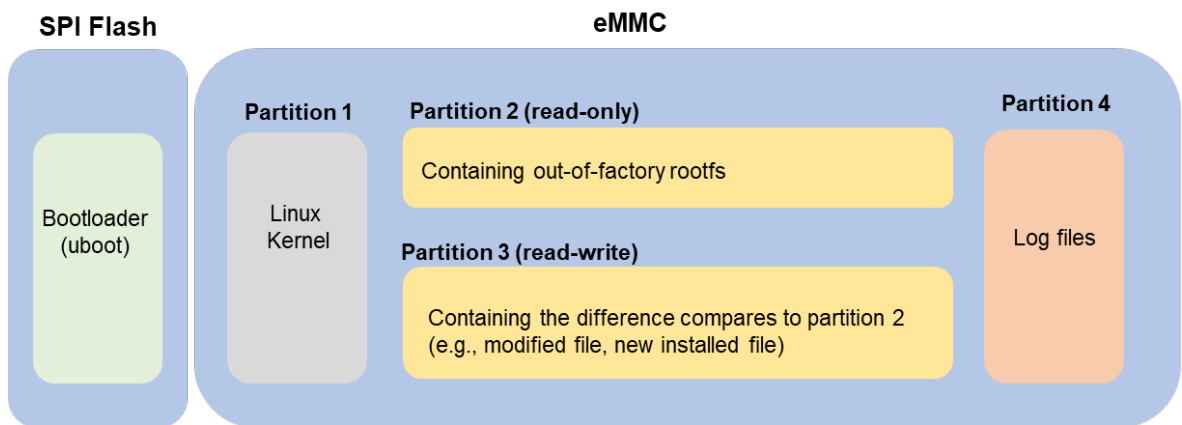 SPI Flash
eMMC
Bootloader
(uboot)
Partition 1
Linux
Kernel
Partition 2 (read-only)
Containing out-of-factory rootfs
Partition 3 (read-write)
Containing the difference compares to partition 2
(e.g., modified file, new installed file)
Partition 4
Log files